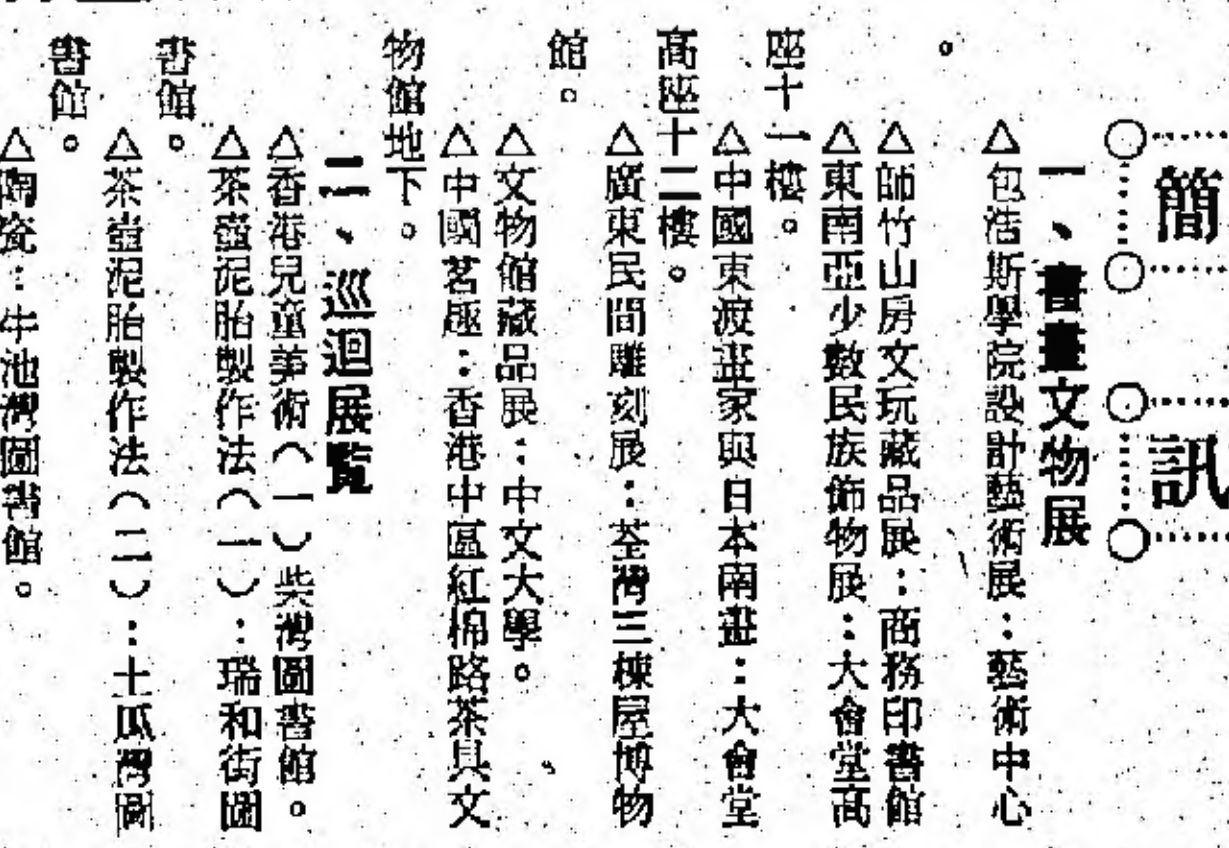 簡訊
一、書畫文物展
△包浩斯學院設計藝術展：藝術中心
。
△師竹山房文玩藏品展：商務印書館
△東南亞少數民族飾物展：大會堂高
座十一樓。
△中國東渡畫家與日本南畫：大會堂
高座十二樓。
△廣東民間雕刻展：荃灣三棟屋博物
館。
△文物館藏品展：中文大學。
△中國茗趣：香港中區紅棉路茶具文
物館地下。
二、巡迴展覽
△香港兒童美術（一）柴灣圖書館。
△茶壺泥胎製作法（一）：瑞和街圖
書館。
△茶壺泥胎製作法（二）：土瓜灣圖
書館。
△陶瓷：牛池灣圖書館。